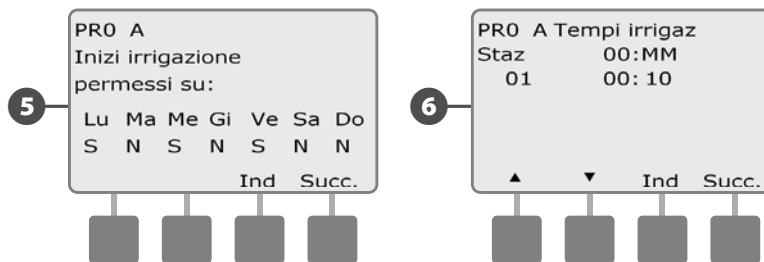 5
PR0 A
Inizi irrigazione
permessi su:
Lu Ma Me Gi Ve Sa Do
S N S N S N N
Ind Succ.
6
PR0 A Tempi irrigaz
Staz 00:MM
01 00: 10
▲ ▼ Ind Succ.